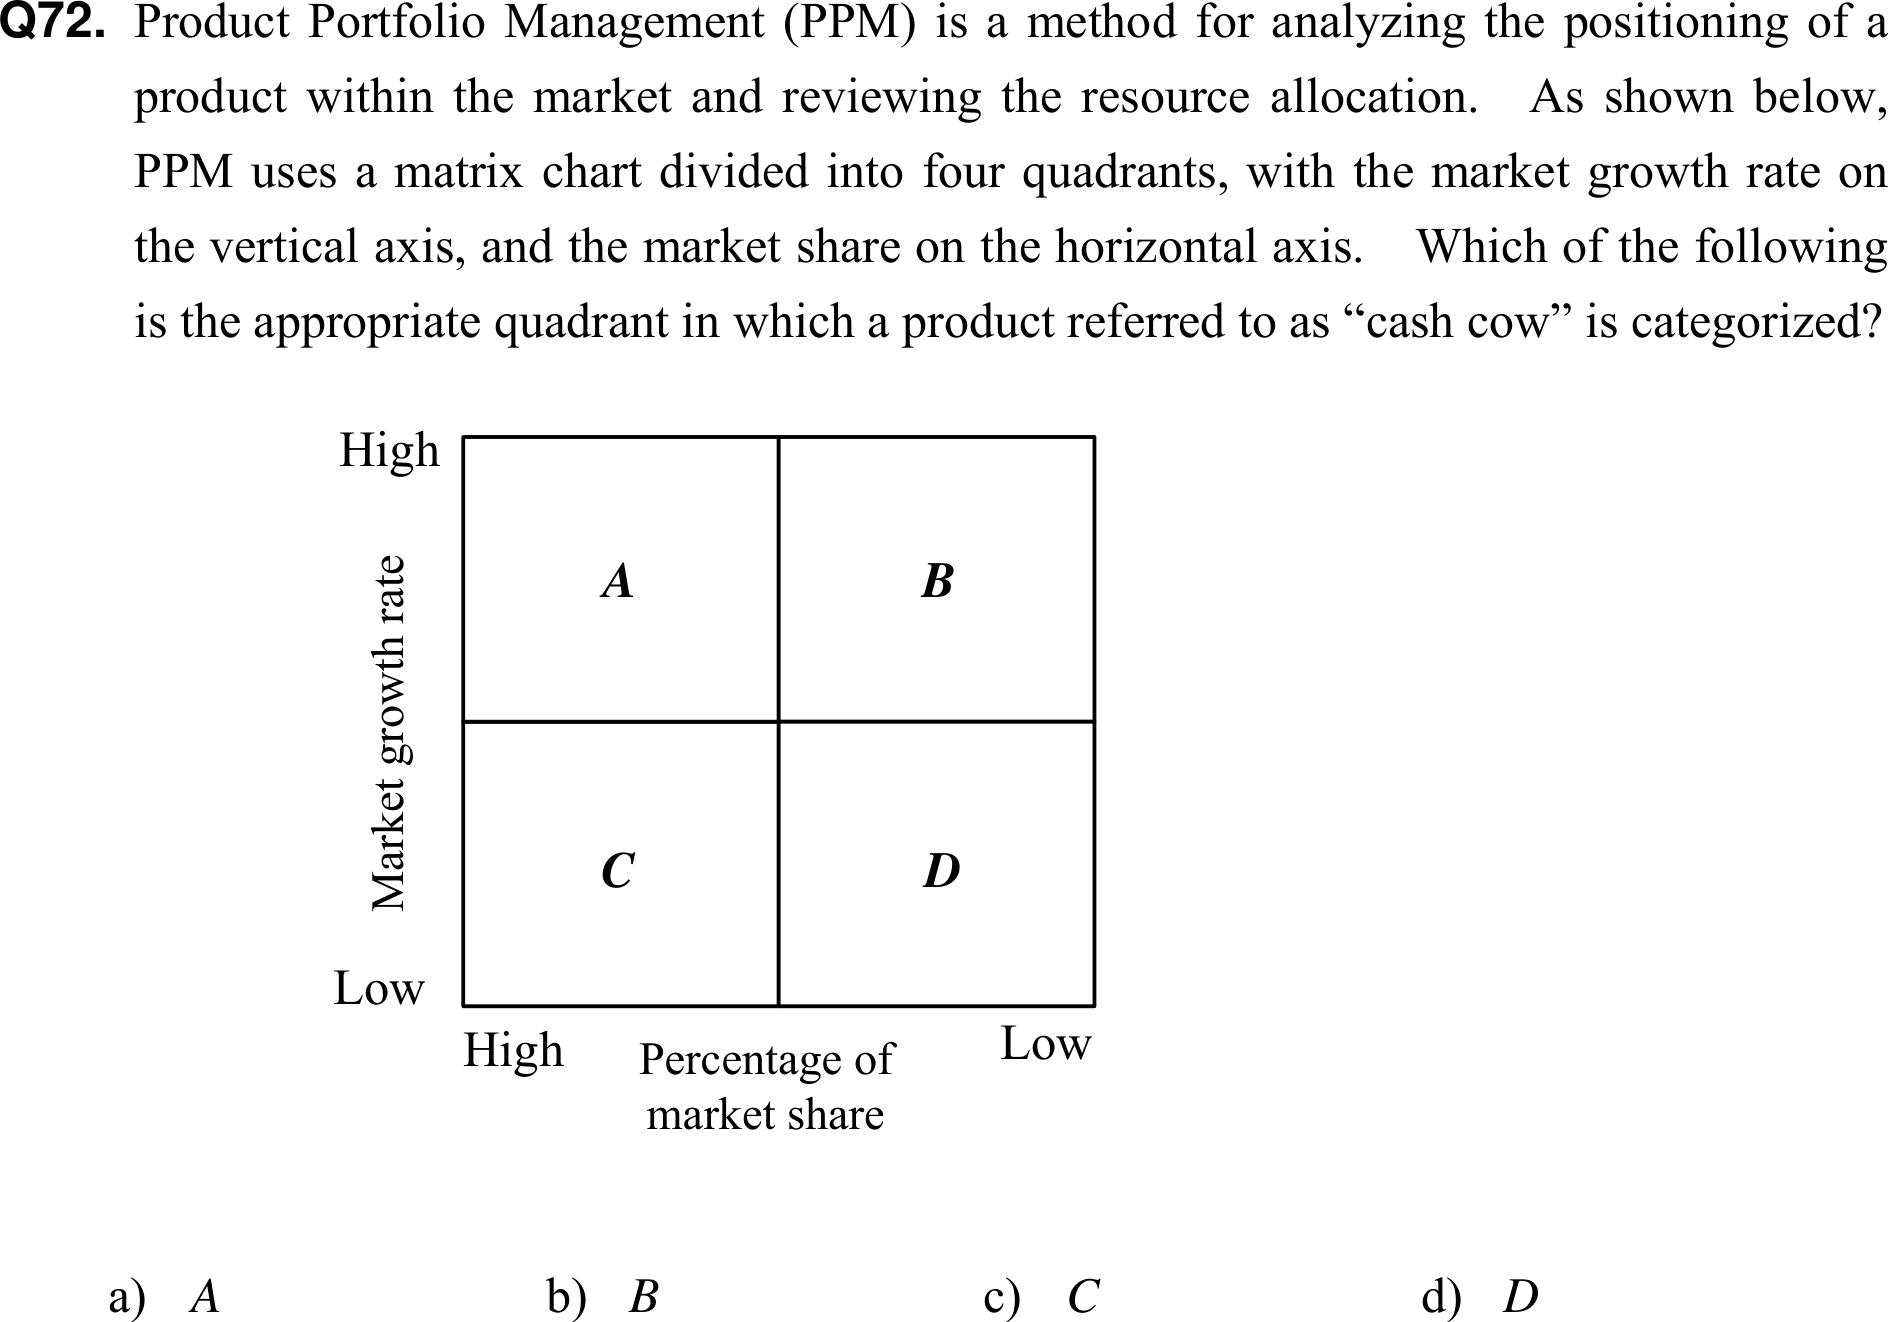 Q72. Product Portfolio Management (PPM) is a method for analyzing the positioning of a
product within the market and reviewing the resource allocation. As shown below,
PPM uses a matrix chart divided into four quadrants, with the market growth rate on
the vertical axis, and the market share on the horizontal axis. Which of the following
is the appropriate quadrant in which a product referred to as “cash cow” is categorized?
High
A B
Market growth rate
C D
Low
High Percentage of Low
market share
a) A b) B c) C d) D